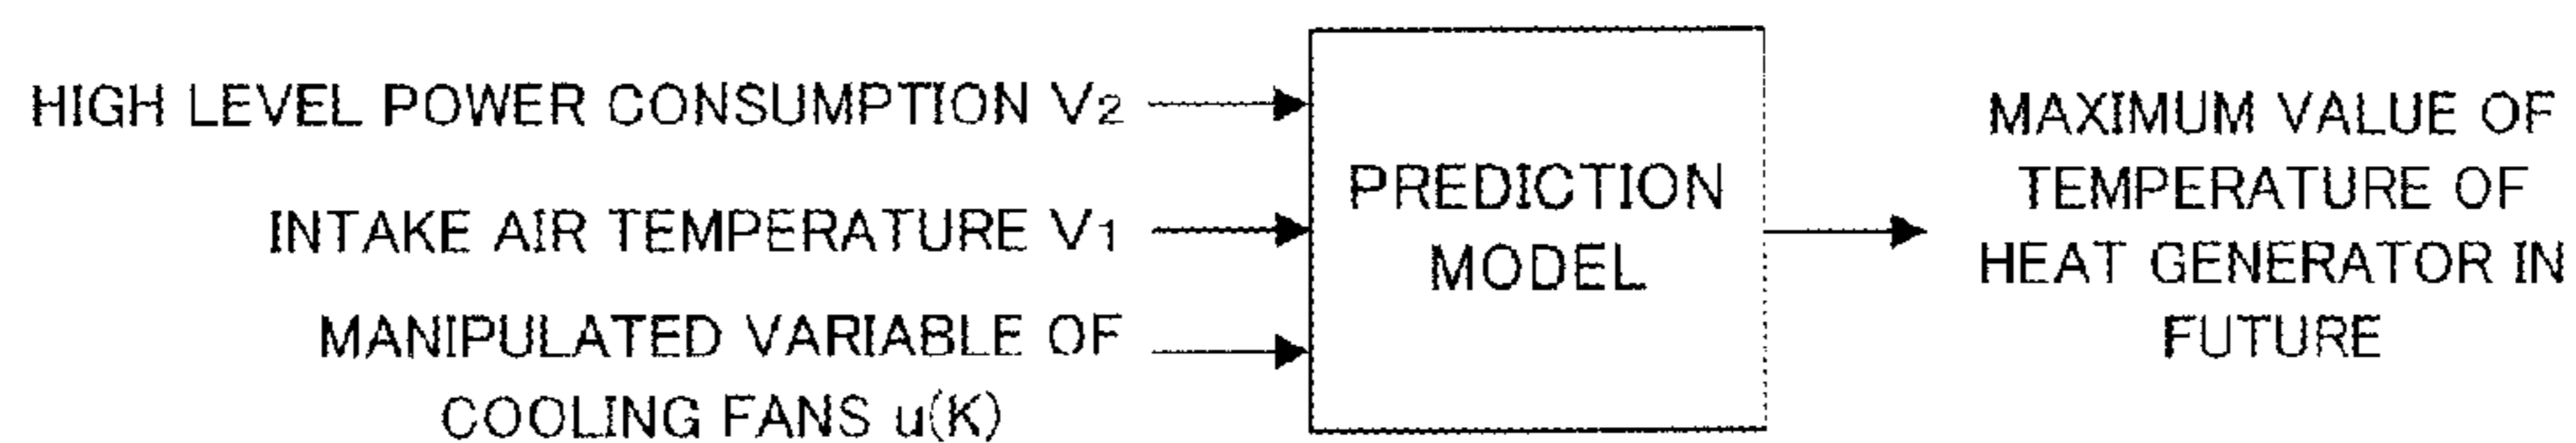 HIGH LEVEL POWER CONSUMPTION V2
INTAKE AIR TEMPERATURE V1
MANIPULATED VARIABLE OF
COOLING FANS u(K)
PREDICTION
MODEL
MAXIMUM VALUE OF
TEMPERATURE OF
HEAT GENERATOR IN
FUTURE